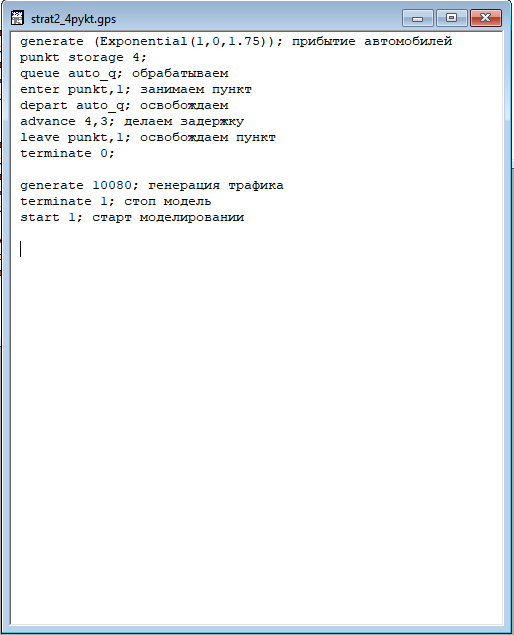 strat2_4pykt.gps
generate (Exponential(1,0,1.75)); прибытие автомобилей
punkt storage 4;
queue auto_q; обрабатываем
enter punkt,1; занимаем пункт
depart auto_q; освобождаем
advance 4,3; делаем задержку
leave punkt,1; освобождаем пункт
terminate 0;
generate 10080; генерация трафика
terminate 1; стоп модель
start 1; старт моделировании